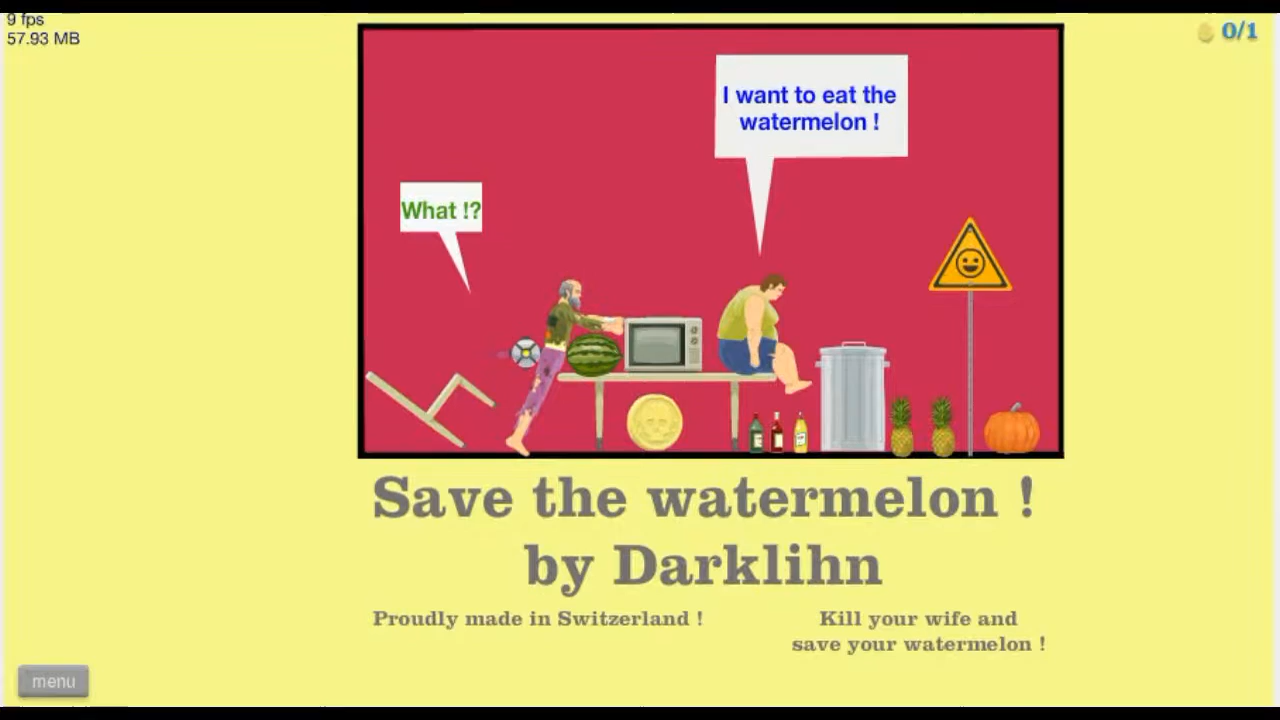 9 fps
57.93 MB
0/1
I want to eat the
watermelon !
What !?
Save the watermelon !
by Darklihn
Proudly made in Switzerland !
Kill your wife and
save your watermelon !
menu